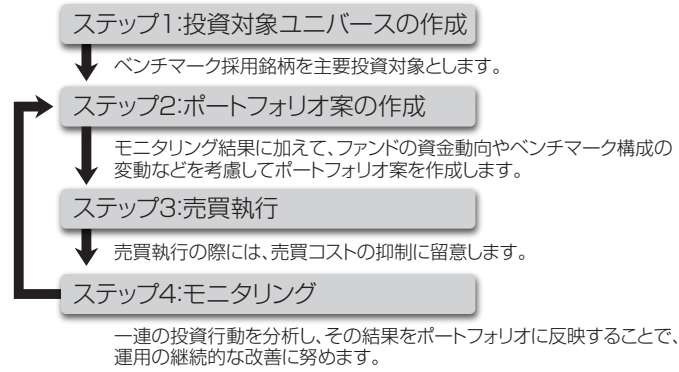 ステップ1:投資対象ユニバースの作成
ベンチマーク採用銘柄を主要投資対象とします。
ステップ2:ポートフォリオ案の作成
モニタリング結果に加えて、ファンドの資金動向やベンチマーク構成の
変動などを考慮してポートフォリオ案を作成します。
ステップ3:売買執行
売買執行の際には、売買コストの抑制に留意します。
ステップ4:モニタリング
一連の投資行動を分析し、その結果をポートフォリオに反映することで、
運用の継続的な改善に努めます。